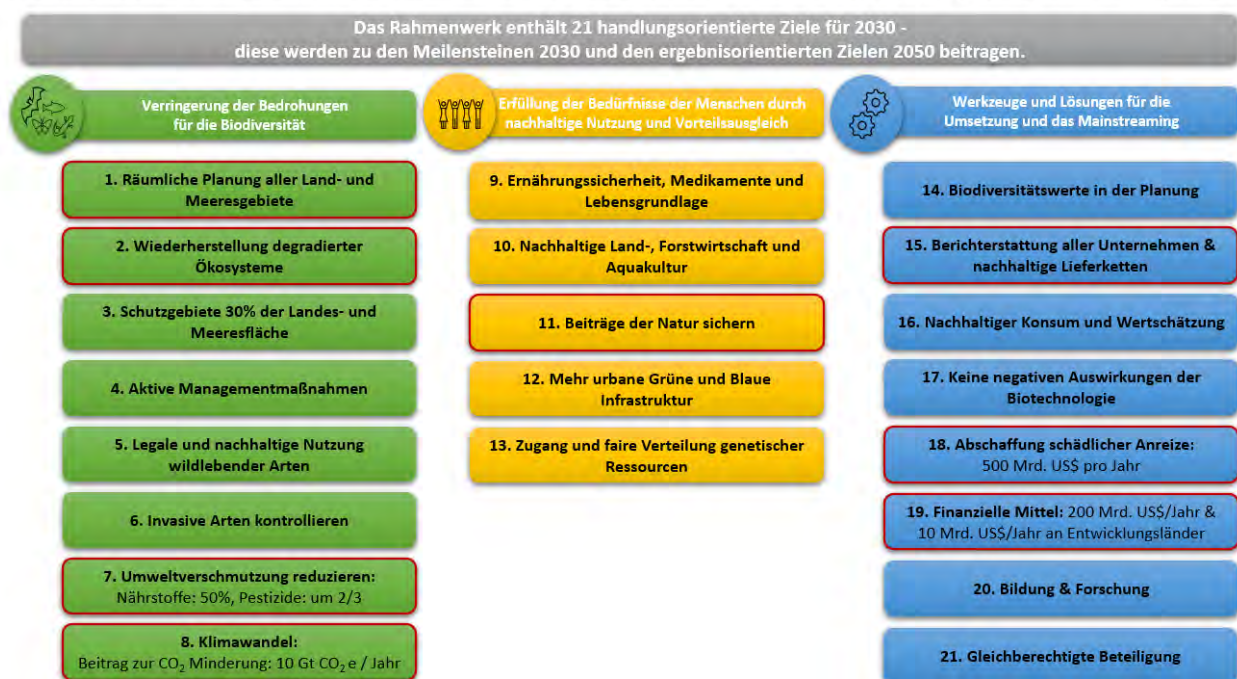 Das Rahmenwerk enthält 21 handlungsorientierte Ziele für 2030 -
diese werden zu den Meilensteinen 2030 und den ergebnisorientierten Zielen 2050 beitragen.
Verringerung der Bedrohungen
für die Biodiversität
1. Räumliche Planung aller Land- und
Meeresgebiete
2. Wiederherstellung degradierter
Ökosysteme
3. Schutzgebiete 30% der Landes- und
Meeresfläche
4. Aktive Managementmaßnahmen
5. Legale und nachhaltige Nutzung
wildlebender Arten
6. Invasive Arten kontrollieren
7. Umweltverschmutzung reduzieren:
Nährstoffe: 50%, Pestizide: um 2/3
8. Klimawandel:
Beitrag zur CO₂ Minderung: 10 Gt CO₂ e / Jahr
Erfüllung der Bedürfnisse der Menschen durch
nachhaltige Nutzung und Vorteilsausgleich
9. Ernährungssicherheit, Medikamente und
Lebensgrundlage
10. Nachhaltige Land-, Forstwirtschaft und
Aquakultur
11. Beiträge der Natur sichern
12. Mehr urbane Grüne und Blaue
Infrastruktur
13. Zugang und faire Verteilung genetischer
Ressourcen
Werkzeuge und Lösungen für die
Umsetzung und das Mainstreaming
14. Biodiversitätswerte in der Planung
15. Berichterstattung aller Unternehmen &
nachhaltige Lieferketten
16. Nachhaltiger Konsum und Wertschätzung
17. Keine negativen Auswirkungen der
Biotechnologie
18. Abschaffung schädlicher Anreize:
500 Mrd. US$ pro Jahr
19. Finanzielle Mittel: 200 Mrd. US$/Jahr &
10 Mrd. US$/Jahr an Entwicklungsländer
20. Bildung & Forschung
21. Gleichberechtigte Beteiligung